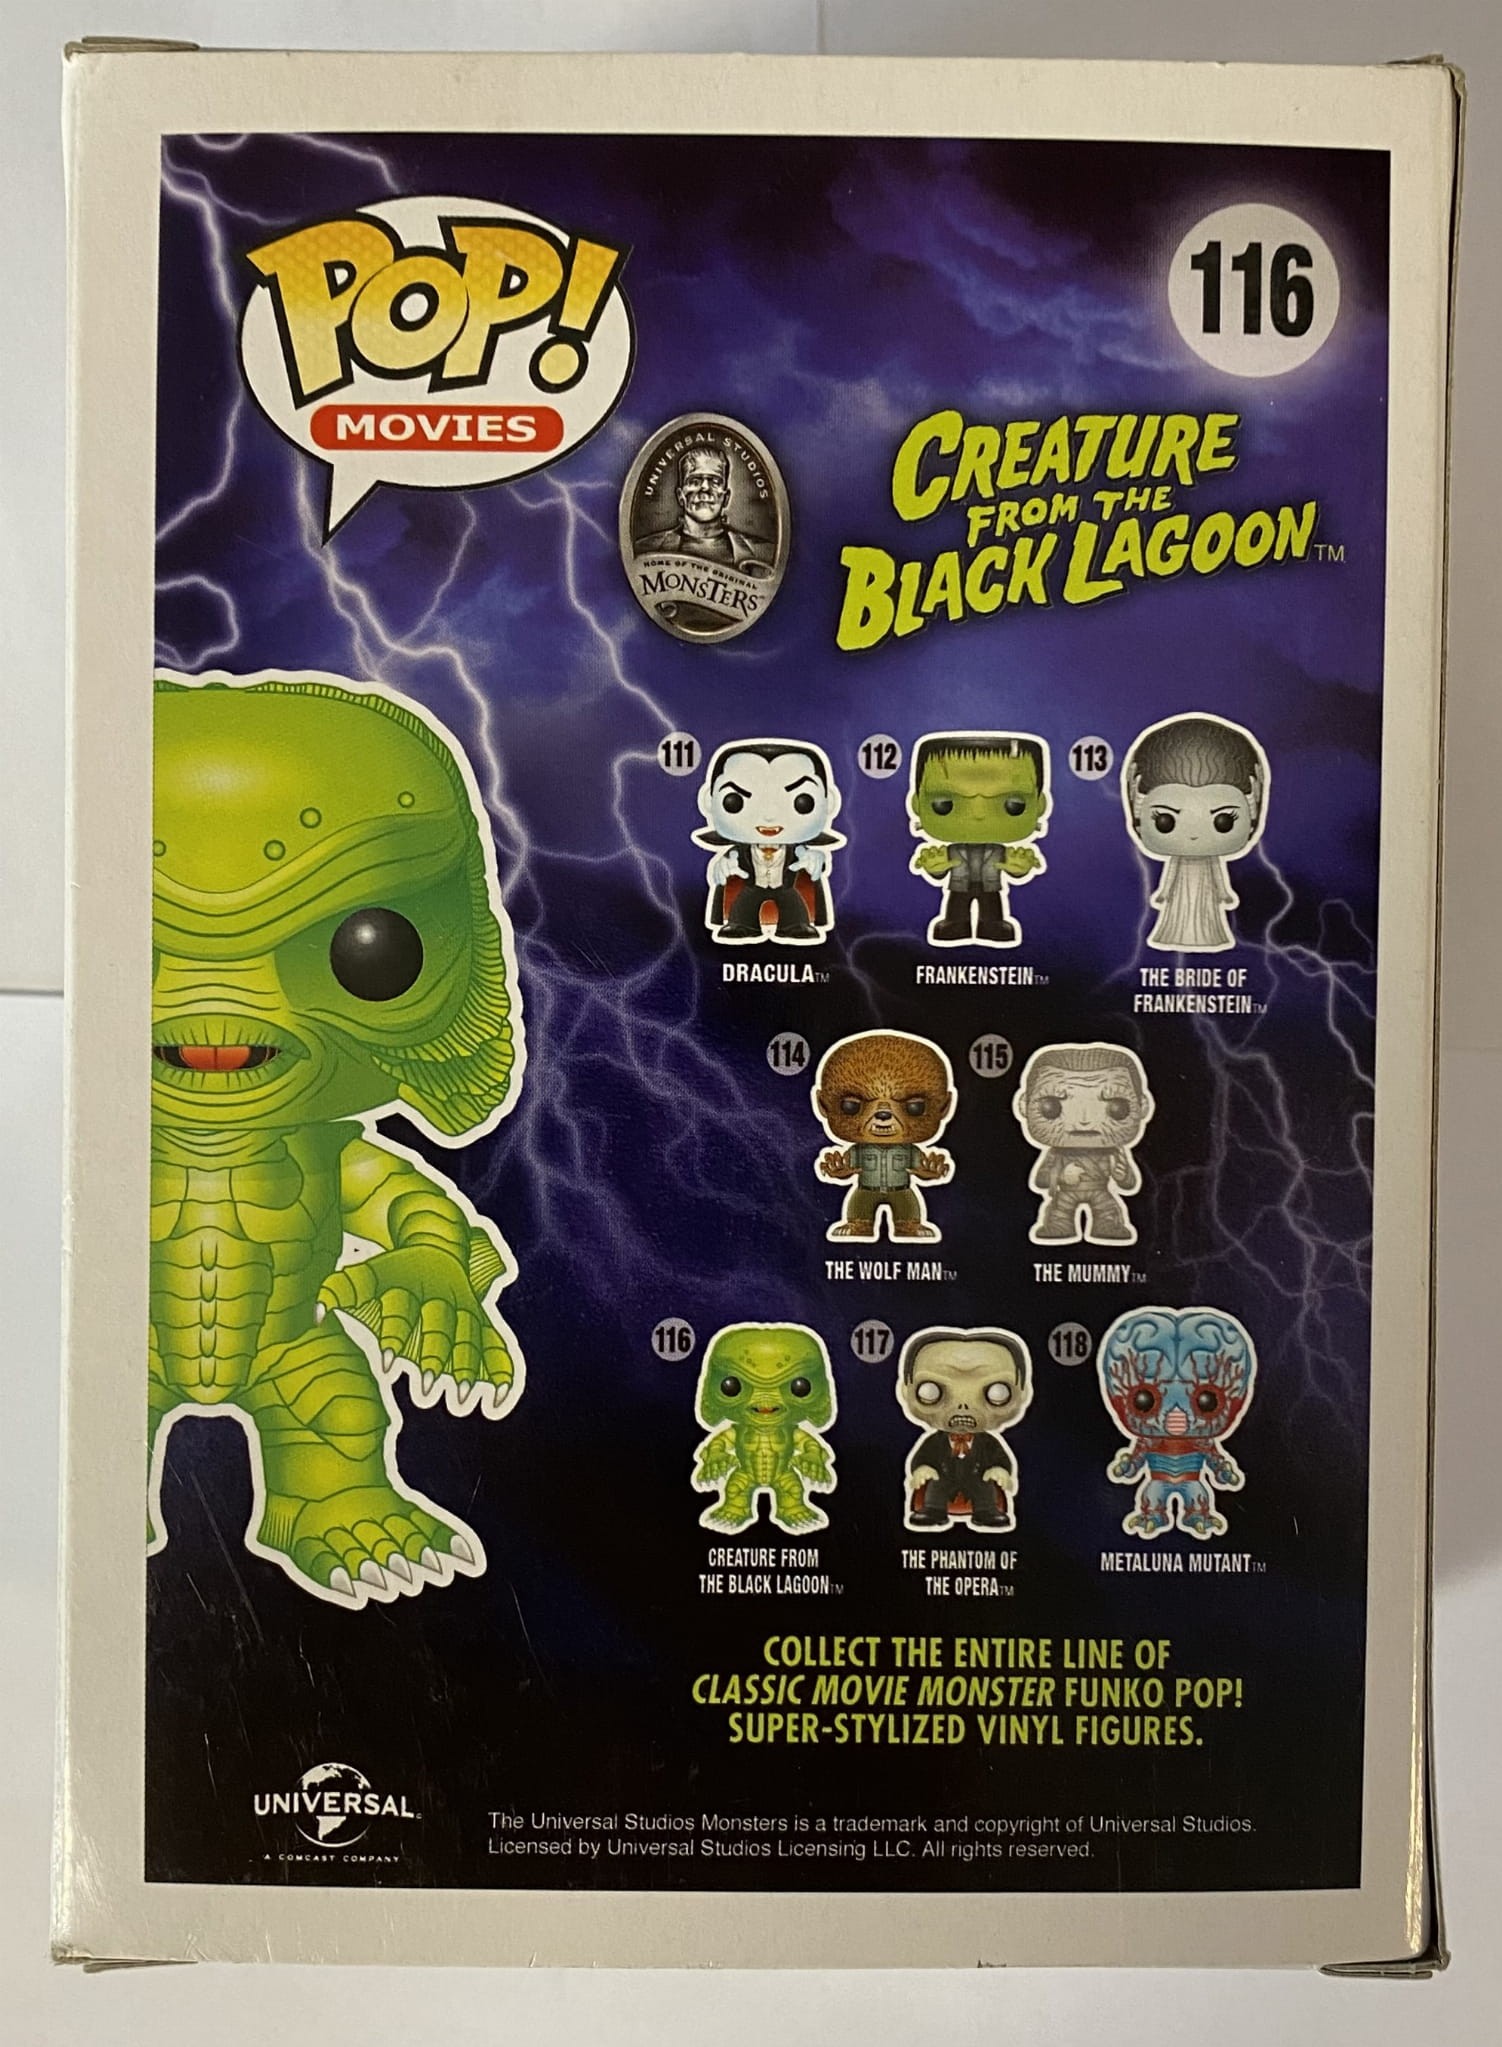 POP!
MOVIES
116
UNIVERSAL STUDIOS
HOME OF THE ORIGINAL
MONSTERS™
CREATURE
FROM THE
BLACK LAGOON™
111
112
113
DRACULA™
FRANKENSTEIN™
THE BRIDE OF
FRANKENSTEIN™
114
115
THE WOLF MAN™
THE MUMMY™
116
117
118
CREATURE FROM
THE BLACK LAGOON™
THE PHANTOM OF
THE OPERA™
METALUNA MUTANT™
COLLECT THE ENTIRE LINE OF
CLASSIC MOVIE MONSTER FUNKO POP!
SUPER-STYLIZED VINYL FIGURES.
UNIVERSAL
A COMCAST COMPANY
The Universal Studios Monsters is a trademark and copyright of Universal Studios.
Licensed by Universal Studios Licensing LLC. All rights reserved.